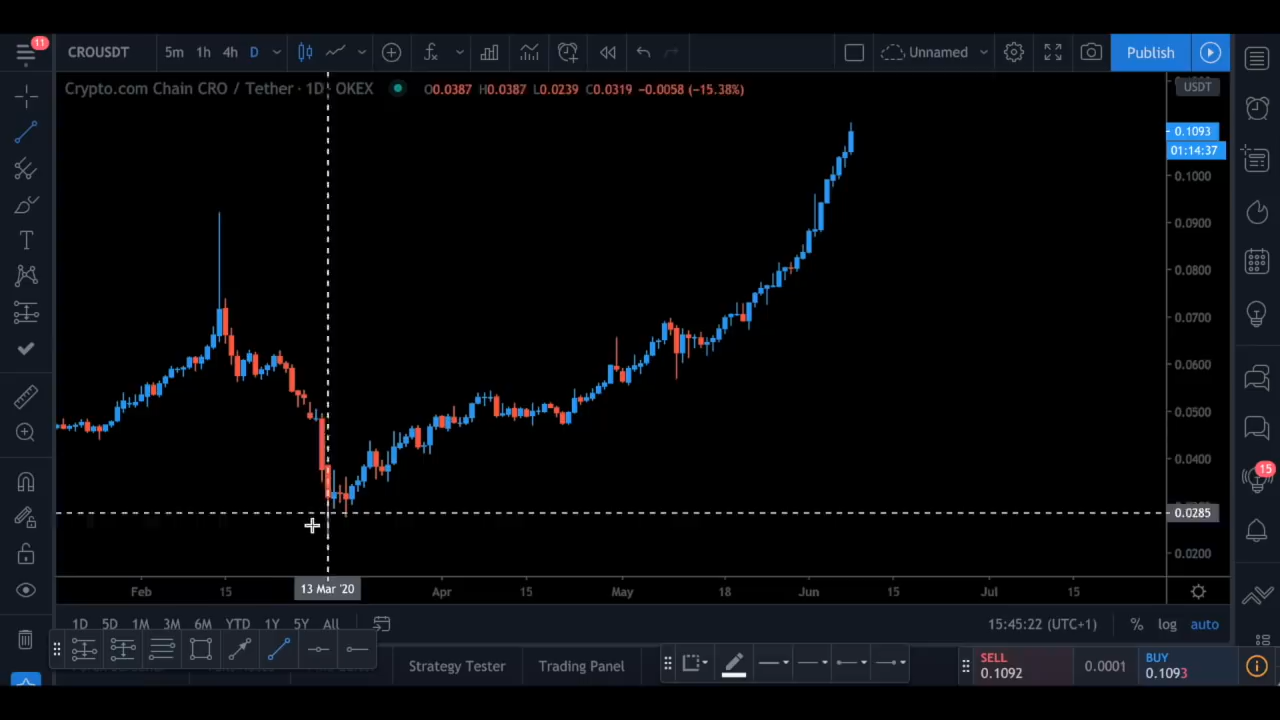 11
CROUSDT 5m 1h 4h D Unnamed Publish
Crypto.com Chain CRO / Tether · 1D · OKEX O0.0387 H0.0387 L0.0239 C0.0319 −0.0058 (−15.38%)
USDT
0.1093
01:14:37
0.1000
0.0900
0.0800
0.0700
0.0600
0.0500
0.0400
0.0285
0.0200
15
Feb 15 13 Mar '20 Apr 15 May 18 Jun 15 Jul 15
1D 5D 1M 3M 6M YTD 1Y 5Y All 15:45:22 (UTC+1) % log auto
Strategy Tester Trading Panel
SELL 0.0001 BUY
0.1092 0.1093